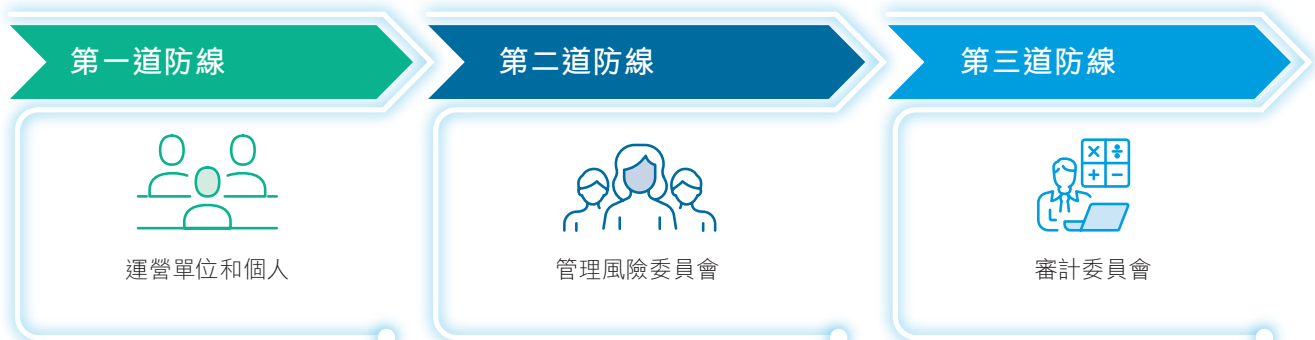 第一道防線
第二道防線
第三道防線
運營單位和個人
管理風險委員會
審計委員會